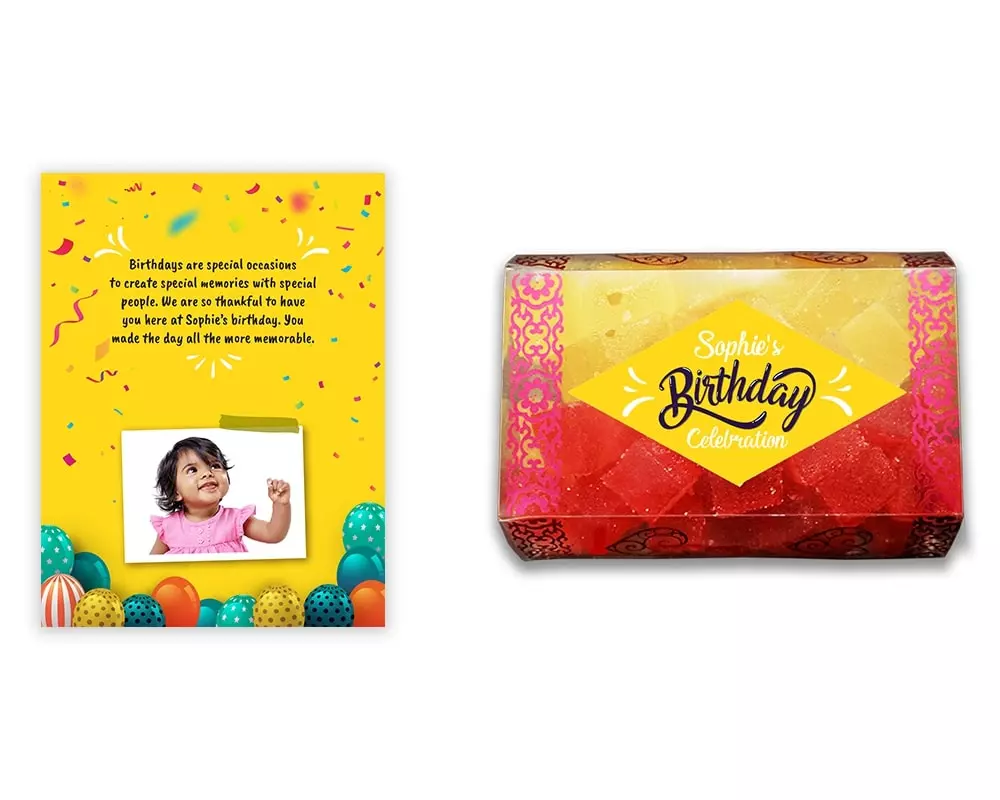 Birthdays are special occasions
to create special memories with special
people. We are so thankful to have
you here at Sophie's birthday. You
made the day all the more memorable.
Sophie's
Birthday
Celebration